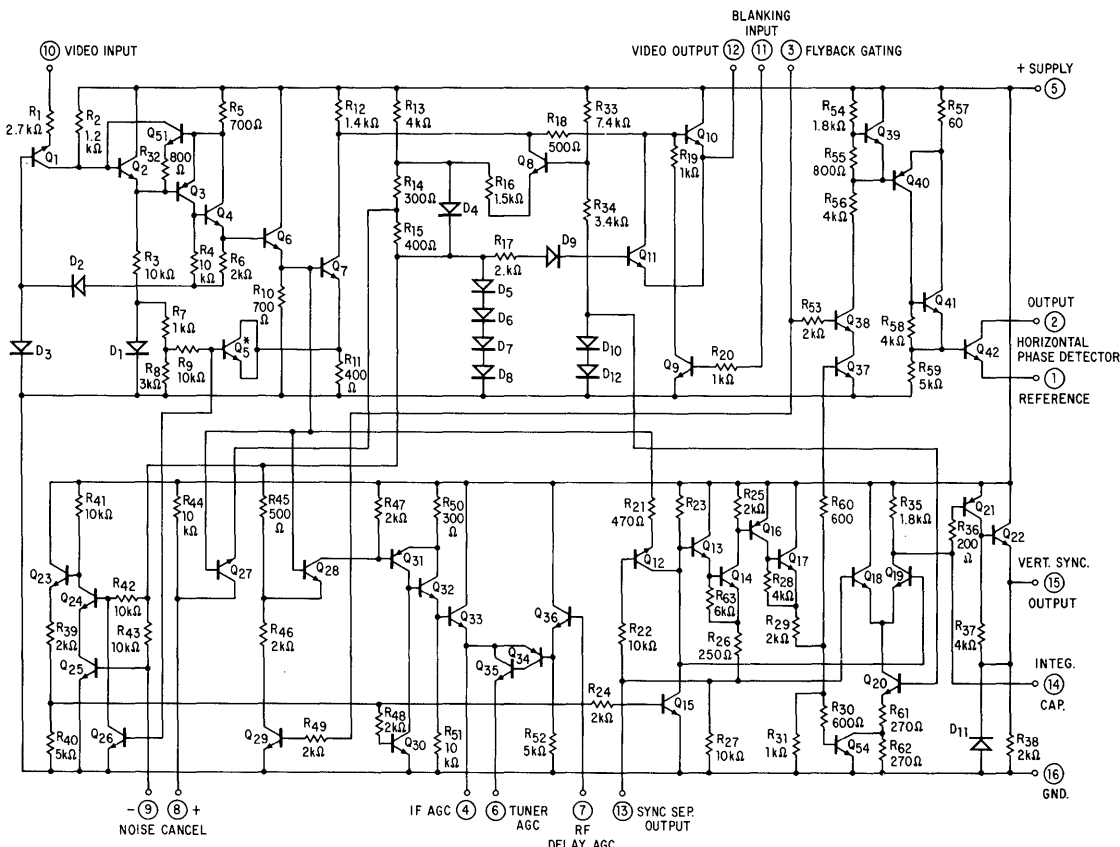 BLANKING
INPUT
⑩ VIDEO INPUT
VIDEO OUTPUT ⑫
⑪
③ FLYBACK GATING
+ SUPPLY
⑤
R1
2.7kΩ
R2
1.2
kΩ
Q51
R32
800
Ω
R5
700Ω
R12
1.4kΩ
R13
4kΩ
R18
500Ω
R33
7.4kΩ
Q10
R19
1kΩ
R54
1.8kΩ
Q39
R57
60
Q1
Q2
Q3
Q4
Q8
R55
800Ω
Q40
R14
300Ω
R16
1.5kΩ
D4
R34
3.4kΩ
R56
4kΩ
R3
10kΩ
R4
10
kΩ
R6
2kΩ
Q6
Q7
R15
400Ω
R17
2.kΩ
D9
Q11
D2
R10
700
Ω
D5
D6
D7
D8
D10
D12
R53
2kΩ
Q38
Q41
R58
4kΩ
OUTPUT
②
HORIZONTAL
PHASE DETECTOR
①
REFERENCE
R7
1kΩ
D3
D1
R8
3kΩ
R9
10kΩ
Q5*
R11
400
Ω
Q9
R20
1kΩ
Q37
R59
5kΩ
Q42
R41
10kΩ
R44
10
kΩ
R45
500
Ω
R47
2kΩ
R50
300
Ω
R21
470Ω
R23
R25
2kΩ
Q16
R60
600
R35
1.8kΩ
Q21
R36
200
Ω
Q22
Q23
Q24
R42
10kΩ
Q27
Q28
Q31
Q32
Q12
Q13
Q14
Q17
R28
4kΩ
Q18
Q19
VERT. SYNC.
⑮
OUTPUT
R39
2kΩ
R43
10kΩ
R46
2kΩ
Q33
Q36
R22
10kΩ
R63
6kΩ
R26
250Ω
R29
2kΩ
R37
4kΩ
Q25
Q35
Q34
Q20
INTEG.
⑭
CAP.
R40
5kΩ
Q26
Q29
R49
2kΩ
R48
2kΩ
Q30
R51
10
kΩ
R52
5kΩ
R24
2kΩ
Q15
R27
10kΩ
R31
1kΩ
R30
600Ω
Q54
R61
270Ω
R62
270Ω
D11
R38
2kΩ
⑯
GND.
- ⑨ ⑧ +
NOISE CANCEL
IF AGC ④
⑥ TUNER
AGC
⑦
RF
DELAY AGC
⑬ SYNC SEP.
OUTPUT